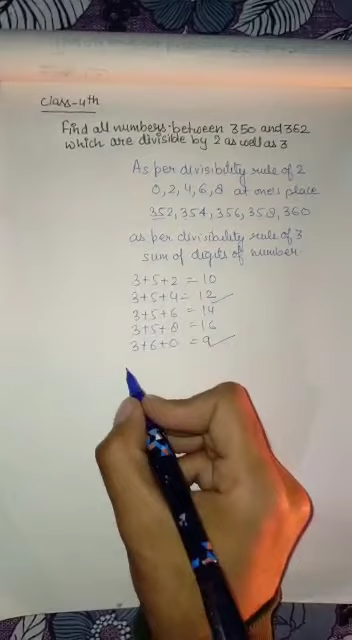 Class-4th
Find all numbers between 350 and 362
which are divisible by 2 as well as 3
As per divisibility rule of 2
0,2,4,6,8 at one's place
352,354,356,358,360
as per divisibility rule of 3
sum of digits of number
3+5+2 =10
3+5+4= 12 ✓
3+5+6 = 14
3+5+8 =16
3+6+0 =9 ✓